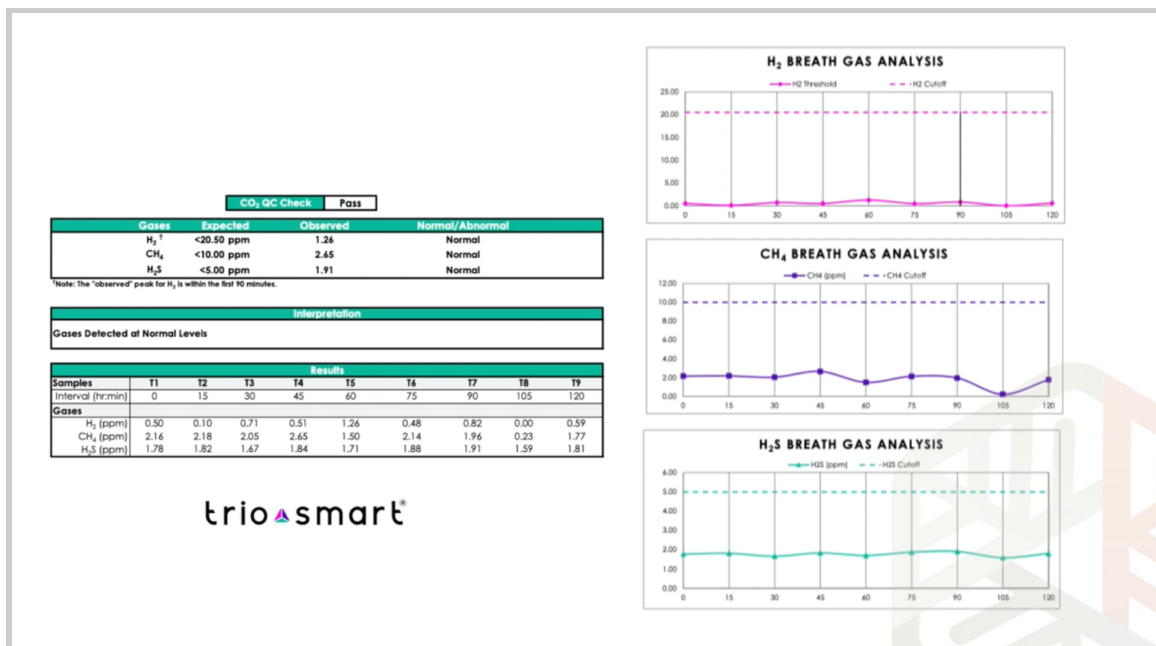 CO₂ QC Check Pass
Gases Expected Observed Normal/Abnormal
H₂ † <20.50 ppm 1.26 Normal
CH₄ <10.00 ppm 2.65 Normal
H₂S <5.00 ppm 1.91 Normal
†Note: The "observed" peak for H₂ is within the first 90 minutes.
Interpretation
Gases Detected at Normal Levels
Results
Samples T1 T2 T3 T4 T5 T6 T7 T8 T9
Interval (hr:min) 0 15 30 45 60 75 90 105 120
Gases
H₂ (ppm) 0.50 0.10 0.71 0.51 1.26 0.48 0.82 0.00 0.59
CH₄ (ppm) 2.16 2.18 2.05 2.65 1.50 2.14 1.96 0.23 1.77
H₂S (ppm) 1.78 1.82 1.67 1.84 1.71 1.88 1.91 1.59 1.81
trio smart®
H₂ BREATH GAS ANALYSIS
H2 Threshold H2 Cutoff
25.00
20.00
15.00
10.00
5.00
0.00
0 15 30 45 60 75 90 105 120
CH₄ BREATH GAS ANALYSIS
CH4 (ppm) CH4 Cutoff
12.00
10.00
8.00
6.00
4.00
2.00
0.00
0 15 30 45 60 75 90 105 120
H₂S BREATH GAS ANALYSIS
H2S (ppm) H2S Cutoff
6.00
5.00
4.00
3.00
2.00
1.00
0.00
0 15 30 45 60 75 90 105 120